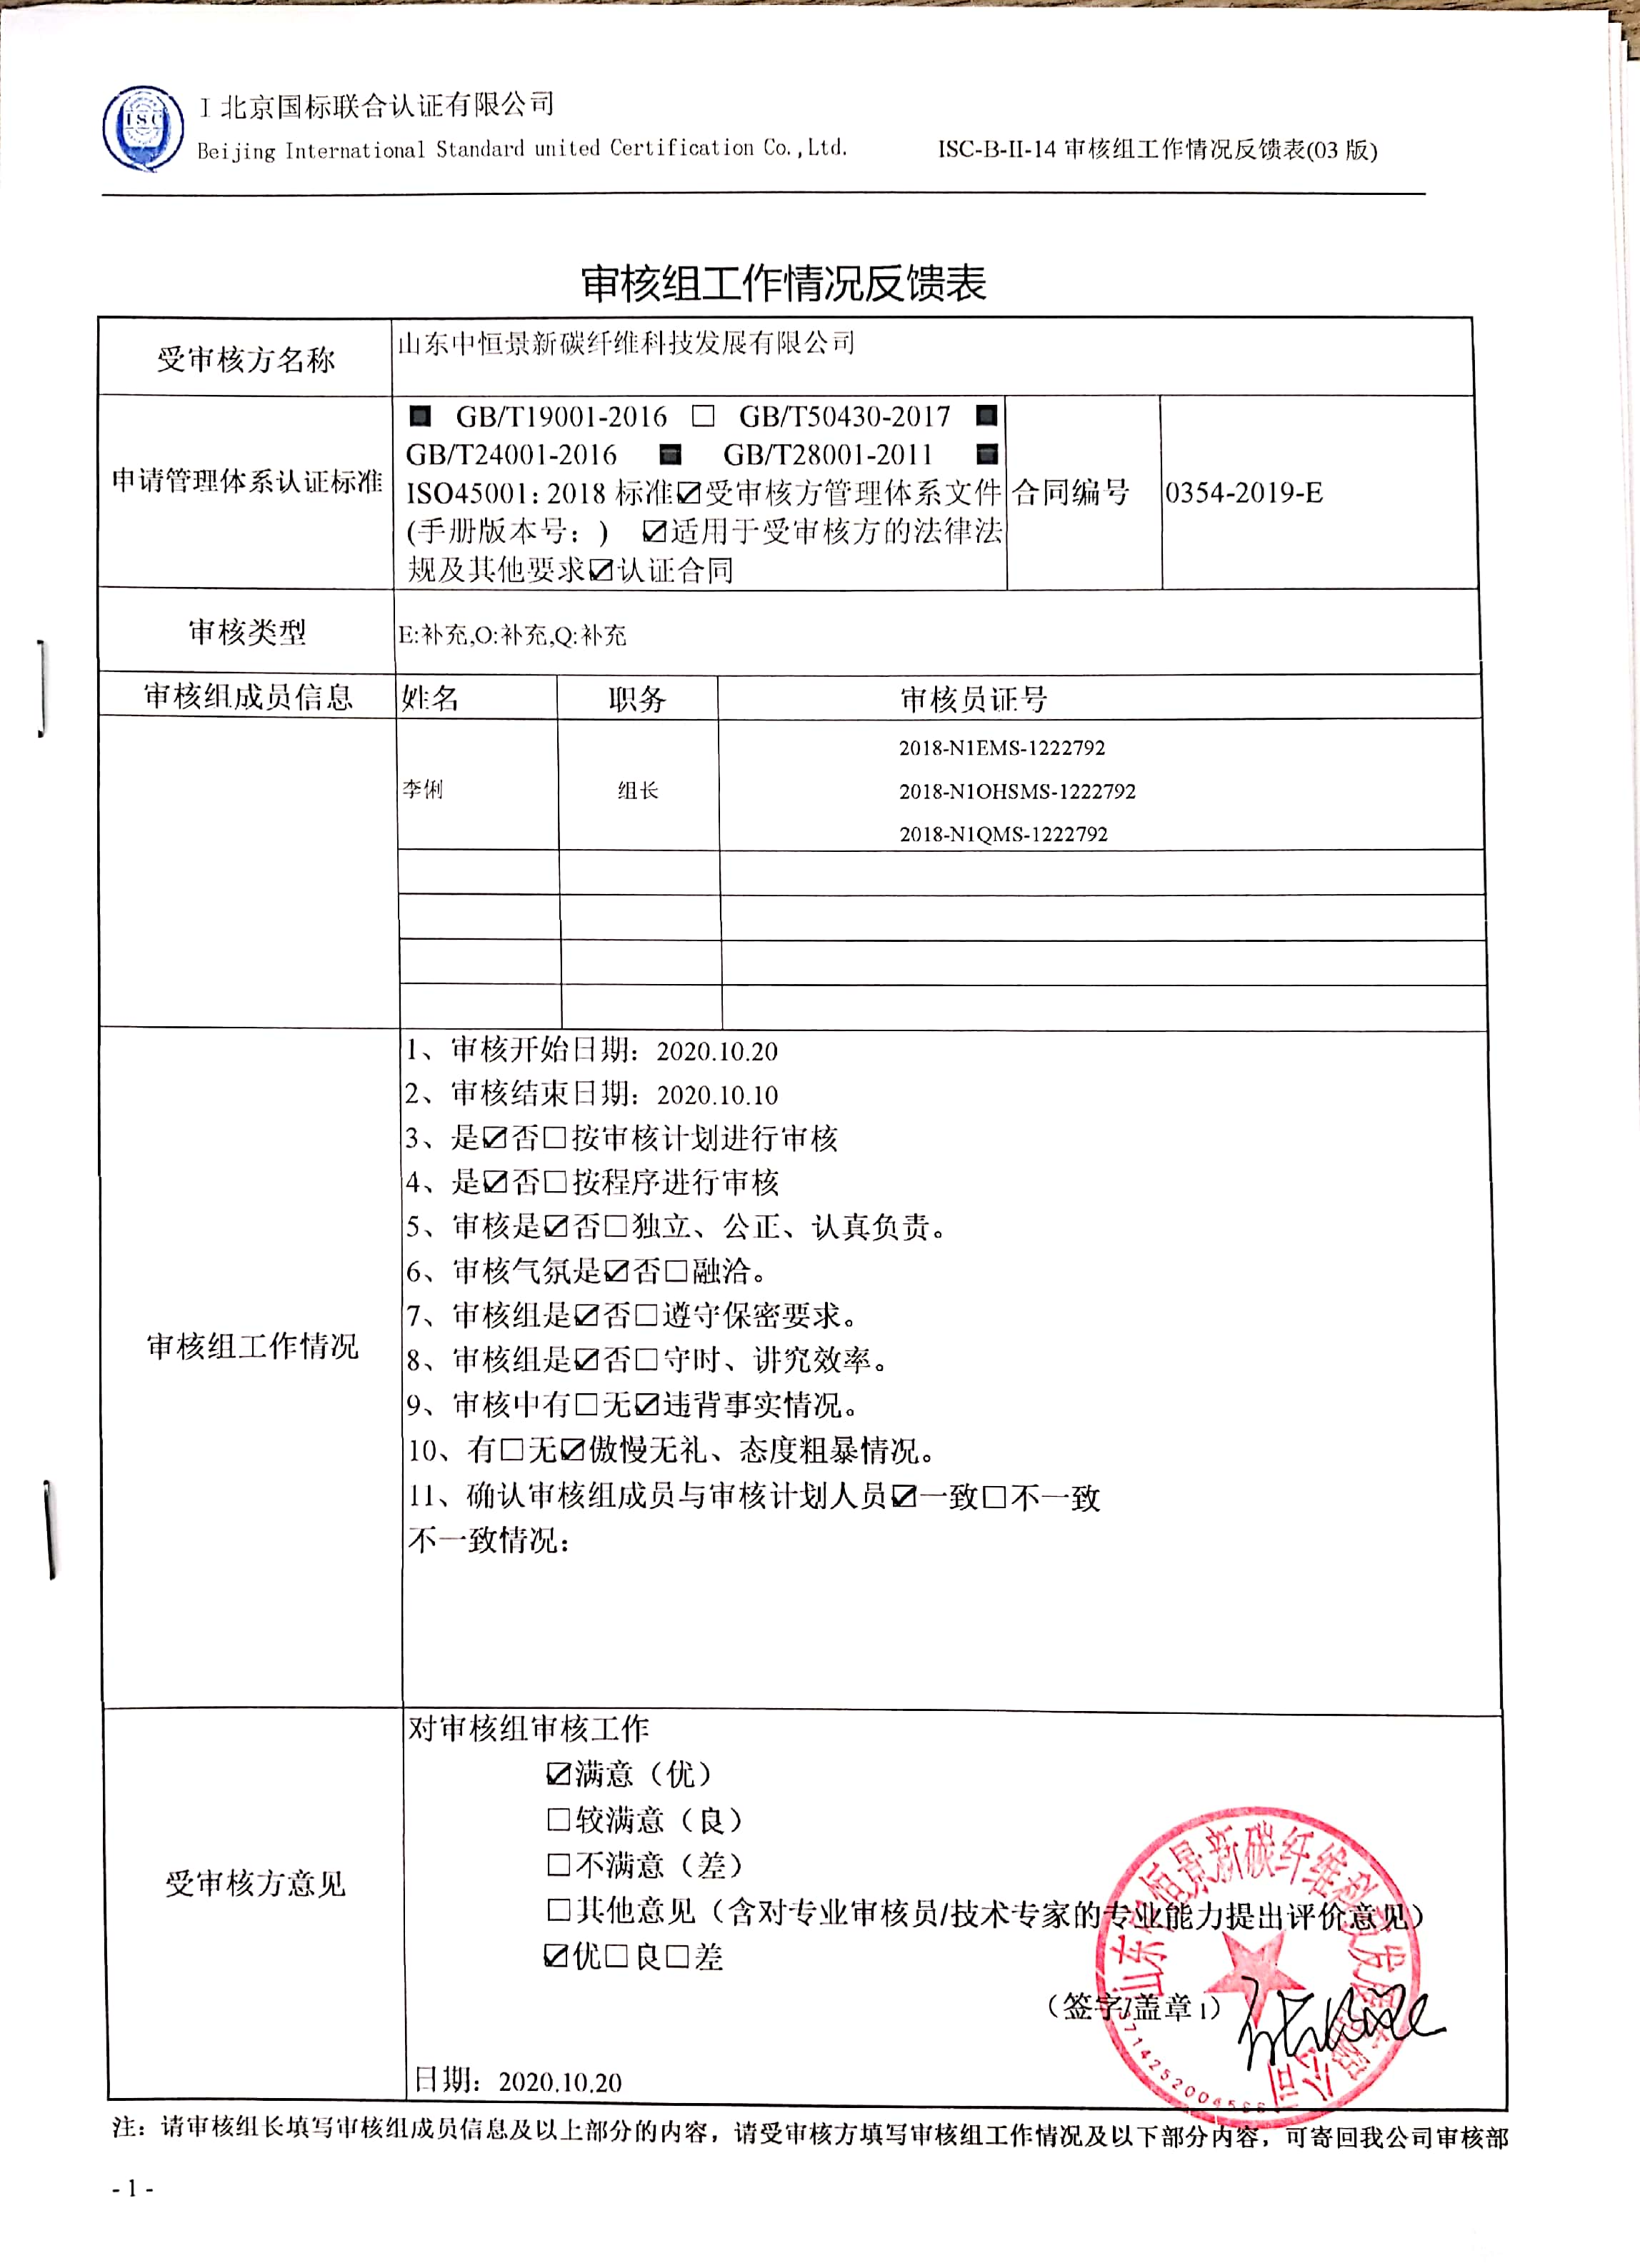 ISC
I 北京国标联合认证有限公司
Beijing International Standard united Certification Co.,Ltd.
ISC-B-II-14 审核组工作情况反馈表(03 版)
审核组工作情况反馈表
受审核方名称
山东中恒景新碳纤维科技发展有限公司
申请管理体系认证标准
■ GB/T19001-2016 □ GB/T50430-2017 ■
GB/T24001-2016 ■ GB/T28001-2011 ■
ISO45001: 2018 标准☑受审核方管理体系文件
(手册版本号: ) ☑适用于受审核方的法律法
规及其他要求☑认证合同
合同编号
0354-2019-E
审核类型
E:补充,O:补充,Q:补充
审核组成员信息
姓名
职务
审核员证号
李俐
组长
2018-N1EMS-1222792
2018-N1OHSMS-1222792
2018-N1QMS-1222792
审核组工作情况
1、审核开始日期：2020.10.20
2、审核结束日期：2020.10.10
3、是☑否□按审核计划进行审核
4、是☑否□按程序进行审核
5、审核是☑否□独立、公正、认真负责。
6、审核气氛是☑否□融洽。
7、审核组是☑否□遵守保密要求。
8、审核组是☑否□守时、讲究效率。
9、审核中有□无☑违背事实情况。
10、有□无☑傲慢无礼、态度粗暴情况。
11、确认审核组成员与审核计划人员☑一致□不一致
不一致情况：
受审核方意见
对审核组审核工作
☑满意（优）
□较满意（良）
□不满意（差）
□其他意见（含对专业审核员/技术专家的专业能力提出评价意见）
☑优□良□差
（签字/盖章1）
山东中恒景新碳纤维科技发展有限公司
日期：2020.10.20
注：请审核组长填写审核组成员信息及以上部分的内容，请受审核方填写审核组工作情况及以下部分内容，可寄回我公司审核部
- 1 -